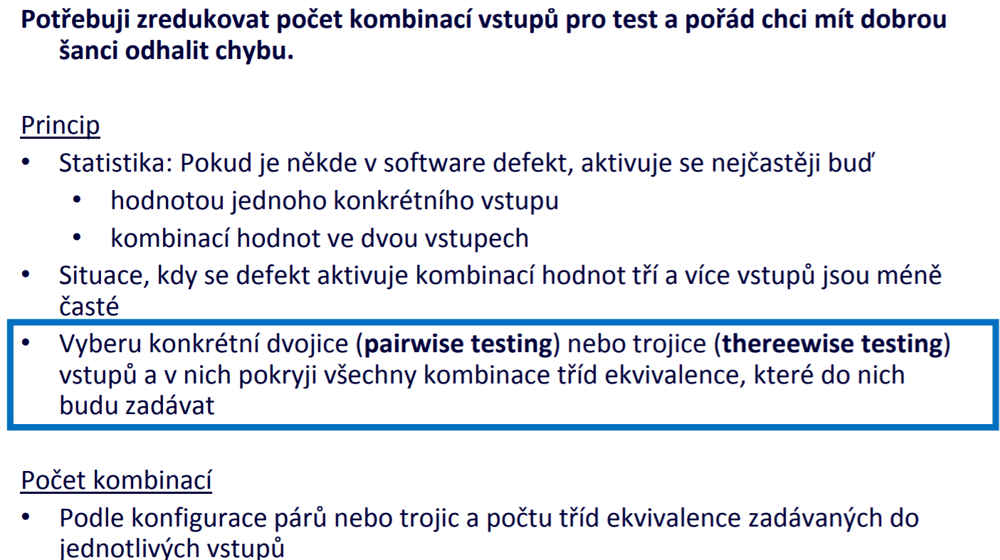 Potřebuji zredukovat počet kombinací vstupů pro test a pořád chci mít dobrou
šanci odhalit chybu.
Princip
• Statistika: Pokud je někde v software defekt, aktivuje se nejčastěji buď
• hodnotou jednoho konkrétního vstupu
• kombinací hodnot ve dvou vstupech
• Situace, kdy se defekt aktivuje kombinací hodnot tří a více vstupů jsou méně
časté
• Vyberu konkrétní dvojice (pairwise testing) nebo trojice (thereewise testing)
vstupů a v nich pokryji všechny kombinace tříd ekvivalence, které do nich
budu zadávat
Počet kombinací
• Podle konfigurace párů nebo trojic a počtu tříd ekvivalence zadávaných do
jednotlivých vstupů